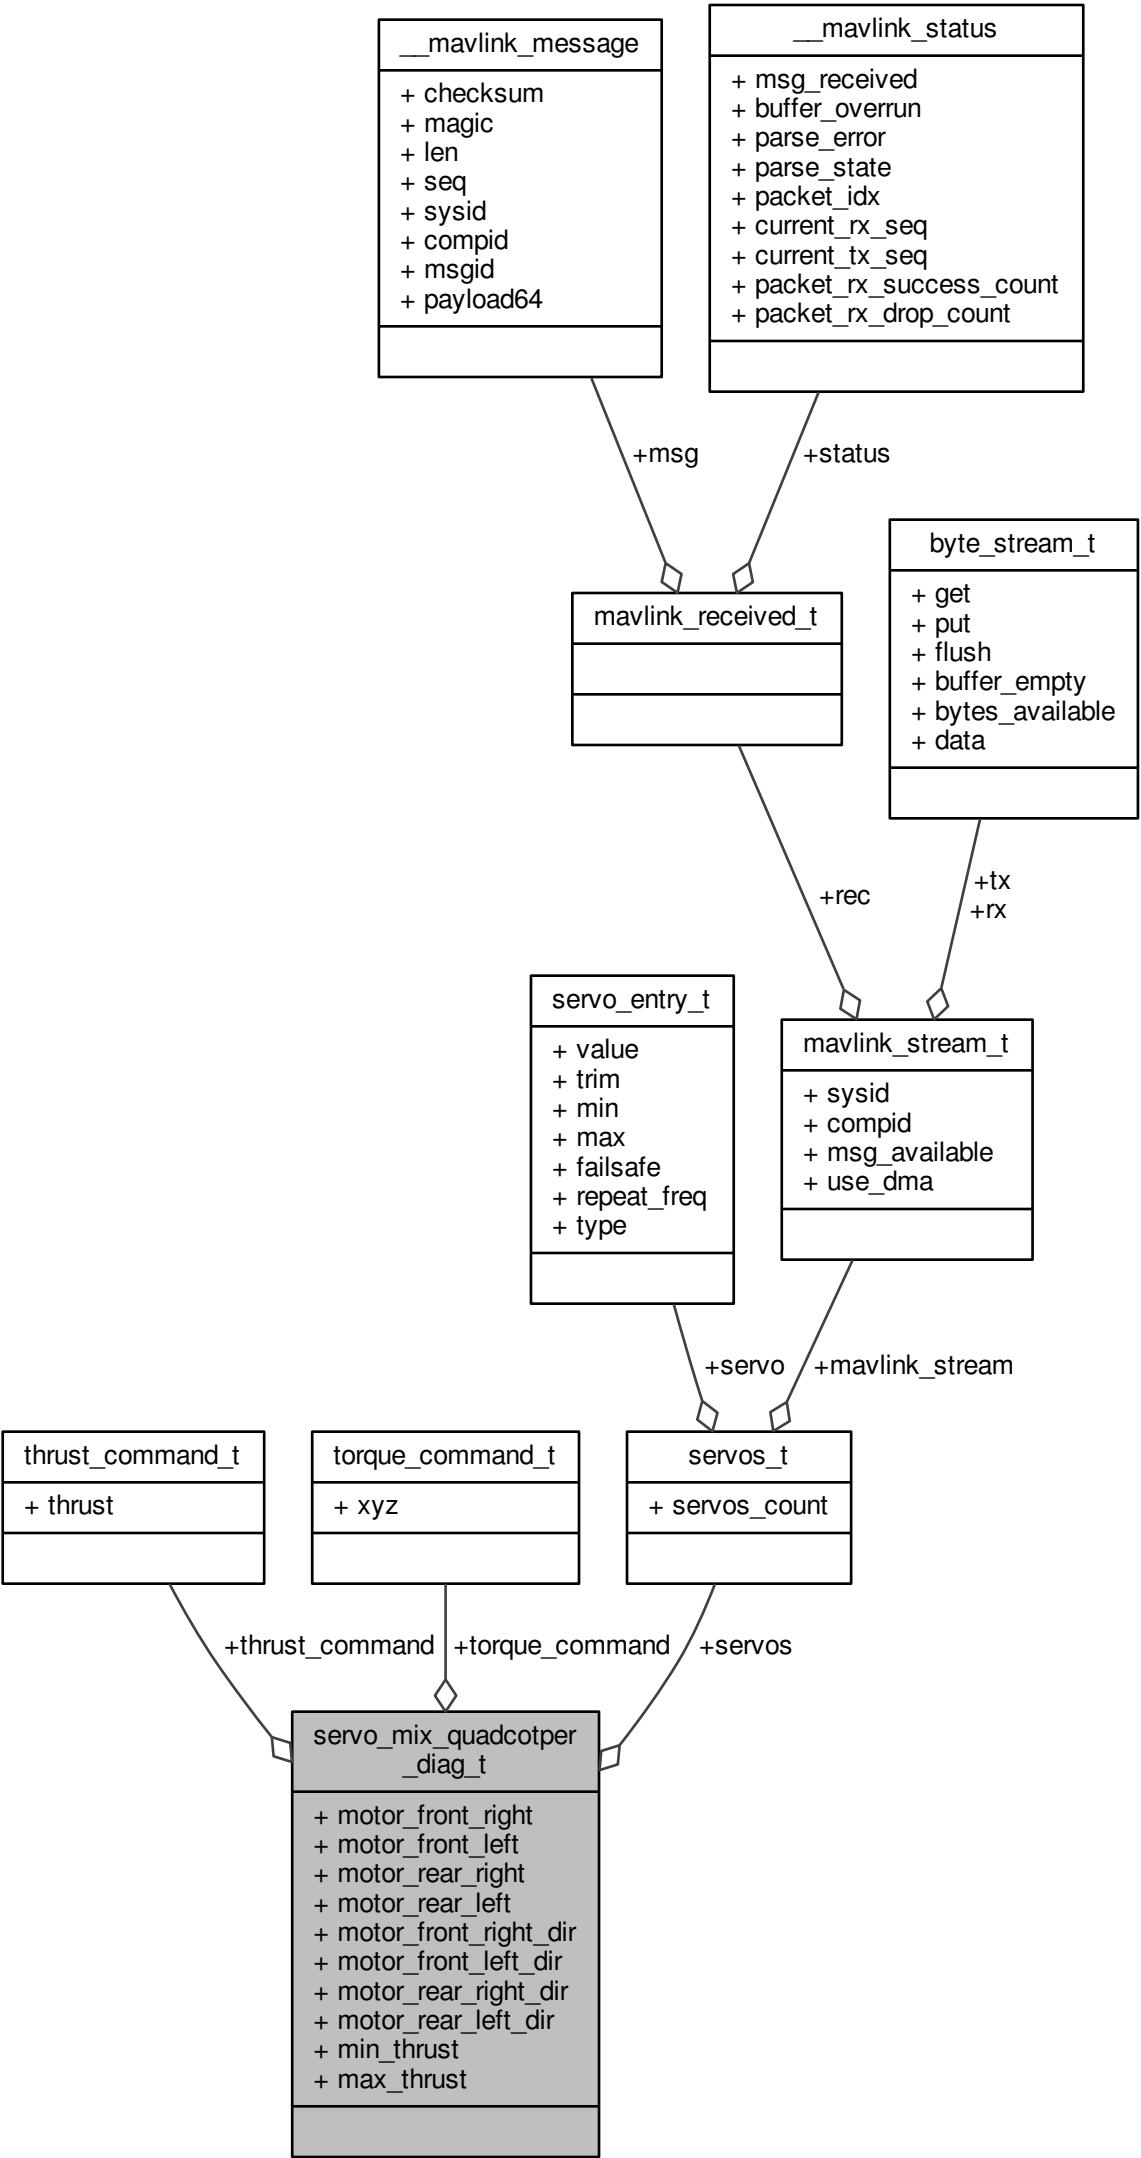 __mavlink_message
+ checksum
+ magic
+ len
+ seq
+ sysid
+ compid
+ msgid
+ payload64
__mavlink_status
+ msg_received
+ buffer_overrun
+ parse_error
+ parse_state
+ packet_idx
+ current_rx_seq
+ current_tx_seq
+ packet_rx_success_count
+ packet_rx_drop_count
+msg
+status
mavlink_received_t
byte_stream_t
+ get
+ put
+ flush
+ buffer_empty
+ bytes_available
+ data
+rec
+tx
+rx
servo_entry_t
+ value
+ trim
+ min
+ max
+ failsafe
+ repeat_freq
+ type
mavlink_stream_t
+ sysid
+ compid
+ msg_available
+ use_dma
+servo
+mavlink_stream
thrust_command_t
+ thrust
torque_command_t
+ xyz
servos_t
+ servos_count
+thrust_command
+torque_command
+servos
servo_mix_quadcotper
_diag_t
+ motor_front_right
+ motor_front_left
+ motor_rear_right
+ motor_rear_left
+ motor_front_right_dir
+ motor_front_left_dir
+ motor_rear_right_dir
+ motor_rear_left_dir
+ min_thrust
+ max_thrust